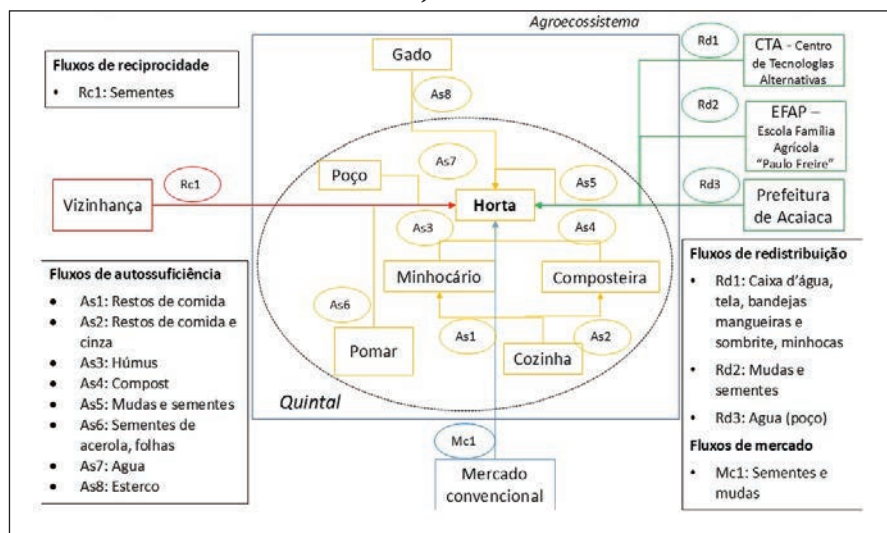 Agroecossistema
Fluxos de reciprocidade
• Rc1: Sementes
Gado
As8
Rd1
CTA - Centro
de Tecnologias
Alternativas
Rd2
EFAP –
Escola Família
Agrícola
“Paulo Freire”
Rd3
Prefeitura
de Acaiaca
Vizinhança
Rc1
Poço
As7
As5
Horta
As3
As4
Minhocário
Composteira
As6
As1
As2
Pomar
Cozinha
Quintal
Mc1
Mercado
convencional
Fluxos de autossuficiência
• As1: Restos de comida
• As2: Restos de comida e
cinza
• As3: Húmus
• As4: Compost
• As5: Mudas e sementes
• As6: Sementes de
acerola, folhas
• As7: Agua
• As8: Esterco
Fluxos de redistribuição
• Rd1: Caixa d’água,
tela, bandejas
mangueiras e
sombrite, minhocas
• Rd2: Mudas e
sementes
• Rd3: Agua (poço)
Fluxos de mercado
• Mc1: Sementes e
mudas